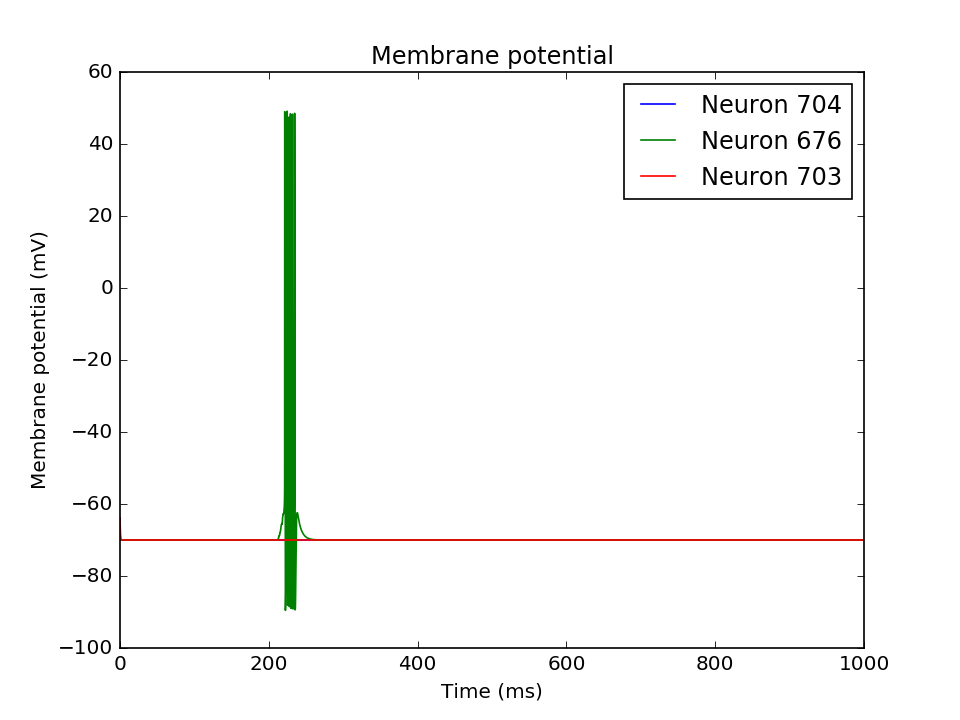 Membrane potential
60
40
20
0
−20
−40
−60
−80
−100
Membrane potential (mV)
Neuron 704
Neuron 676
Neuron 703
0 200 400 600 800 1000
Time (ms)